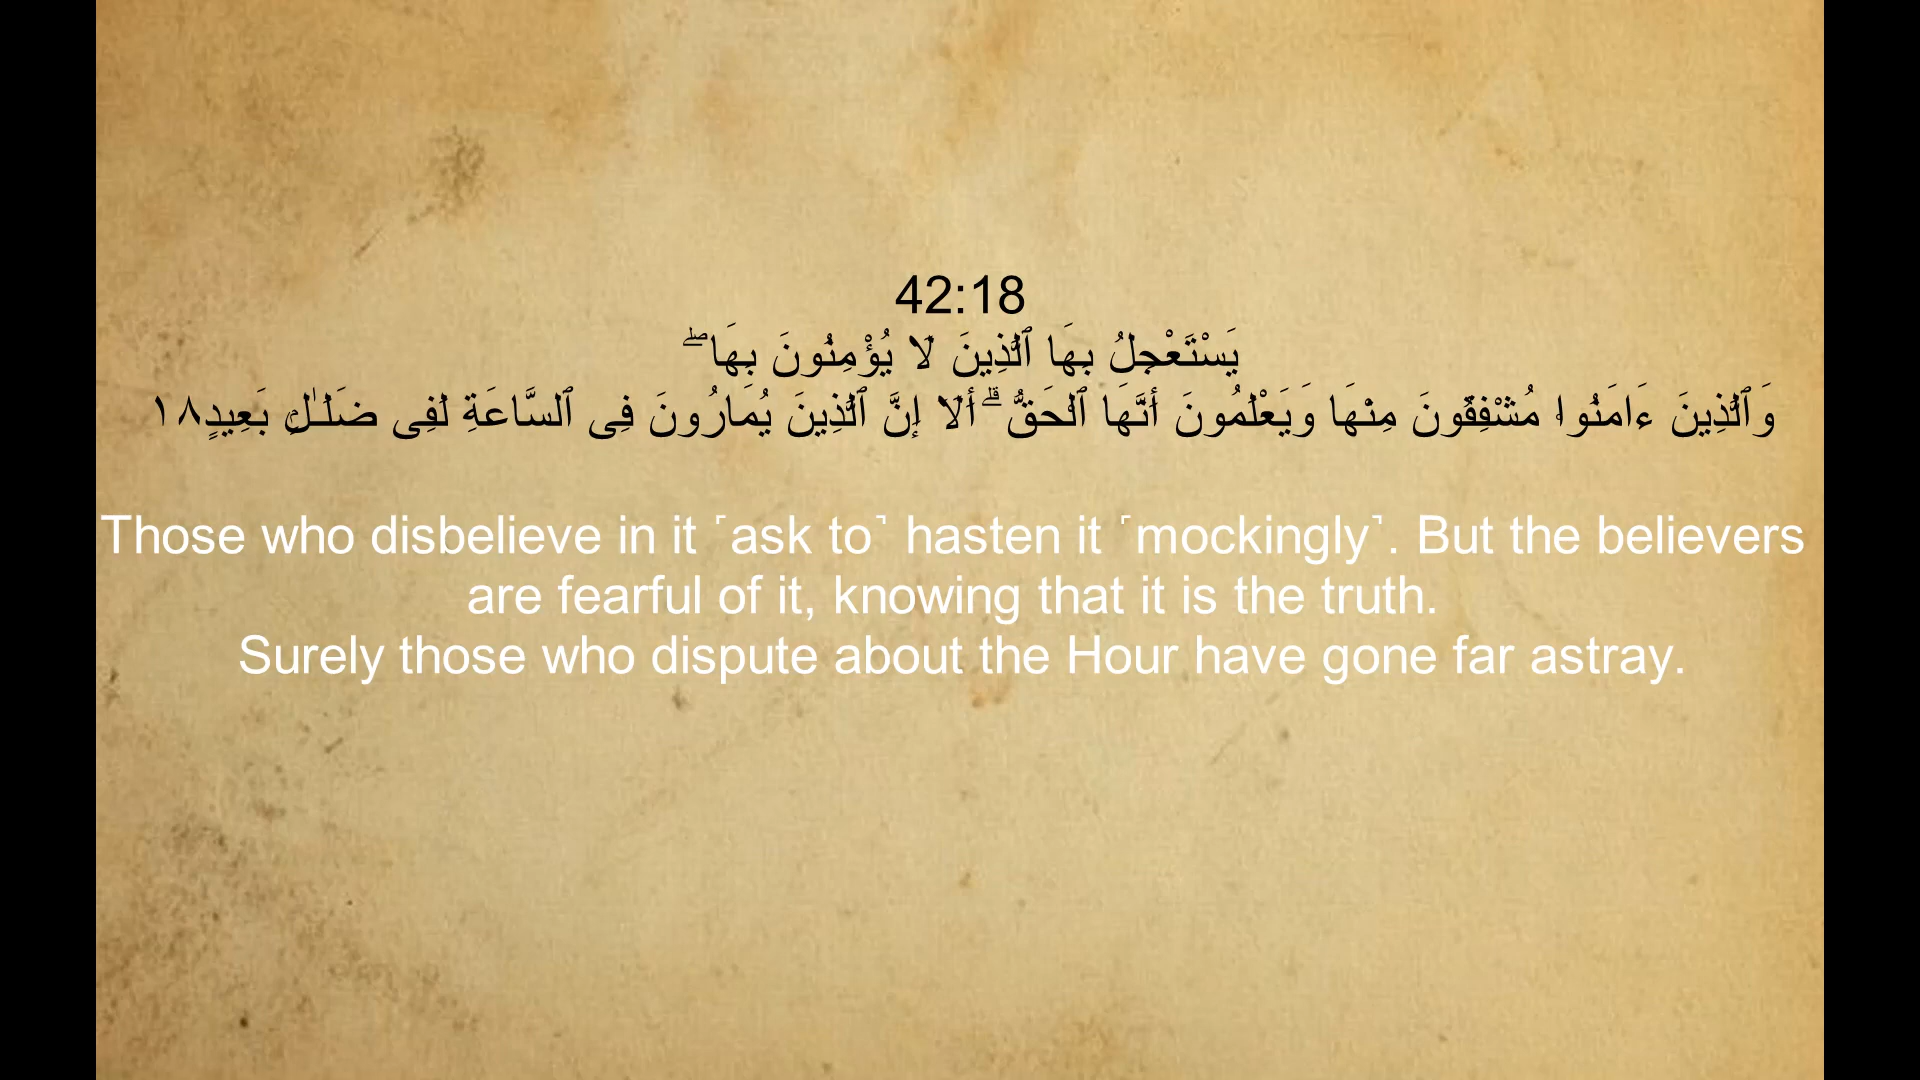 42:18
يَسْتَعْجِلُ بِهَا ٱلَّذِينَ لَا يُؤْمِنُونَ بِهَا ۖ
وَٱلَّذِينَ ءَامَنُوا۟ مُشْفِقُونَ مِنْهَا وَيَعْلَمُونَ أَنَّهَا ٱلْحَقُّ ۗ أَلَآ إِنَّ ٱلَّذِينَ يُمَارُونَ فِى ٱلسَّاعَةِ لَفِى ضَلَـٰلٍۭ بَعِيدٍ١٨
Those who disbelieve in it ˹ask to˺ hasten it ˹mockingly˺. But the believers
are fearful of it, knowing that it is the truth.
Surely those who dispute about the Hour have gone far astray.